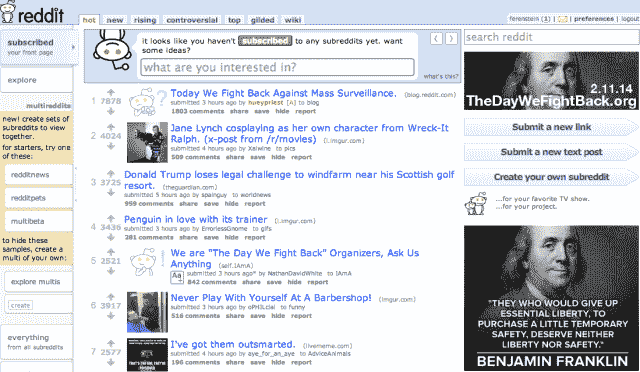 reddit
hot new rising controversial top gilded wiki
ferenstein (1) | preferences | logout
subscribed
your front page
explore
multireddits
new! create sets of subreddits to view together.
for starters, try one of these:
redditnews
redditpets
multibeta
to hide these samples, create a multi of your own:
explore multis
create
everything
from all subreddits
it looks like you haven't subscribed to any subreddits yet. want
some ideas?
what are you interested in?
what's this?
1 7878
Today We Fight Back Against Mass Surveillance. (blog.reddit.com)
submitted 3 hours ago by hueypriest [A] to blog
1803 comments share save hide report
2 4024
Jane Lynch cosplaying as her own character from Wreck-It
Ralph. (x-post from /r/movies) (i.imgur.com)
submitted 4 hours ago by to pics
509 comments share save hide report
3 3725
Donald Trump loses legal challenge to windfarm near his Scottish golf
resort. (theguardian.com)
submitted 5 hours ago by spainguy to worldnews
959 comments share save hide report
4 3436
Penguin in love with its trainer (i.imgur.com)
submitted 4 hours ago by ErrorlessGnome to gifs
281 comments share save hide report
5 2521
We are "The Day We Fight Back" Organizers, Ask Us
Anything (self.IAmA)
submitted 3 hours ago* by NathanDavidWhite to IAmA
Aa+ 842 comments share save hide report
6 3917
Never Play With Yourself At A Barbershop! (imgur.com)
submitted 5 hours ago by to funny
516 comments share save hide report
7 2577
I've got them outsmarted. (livememe.com)
submitted 4 hours ago by aye_for_an_aye to AdviceAnimals
196 comments share save hide report
search reddit
2.11.14
TheDayWeFightBack.org
Submit a new link
Submit a new text post
Create your own subreddit
...for your favorite TV show.
...for your project.
"THEY WHO WOULD GIVE UP
ESSENTIAL LIBERTY, TO
PURCHASE A LITTLE TEMPORARY
SAFETY, DESERVE NEITHER
LIBERTY NOR SAFETY."
BENJAMIN FRANKLIN